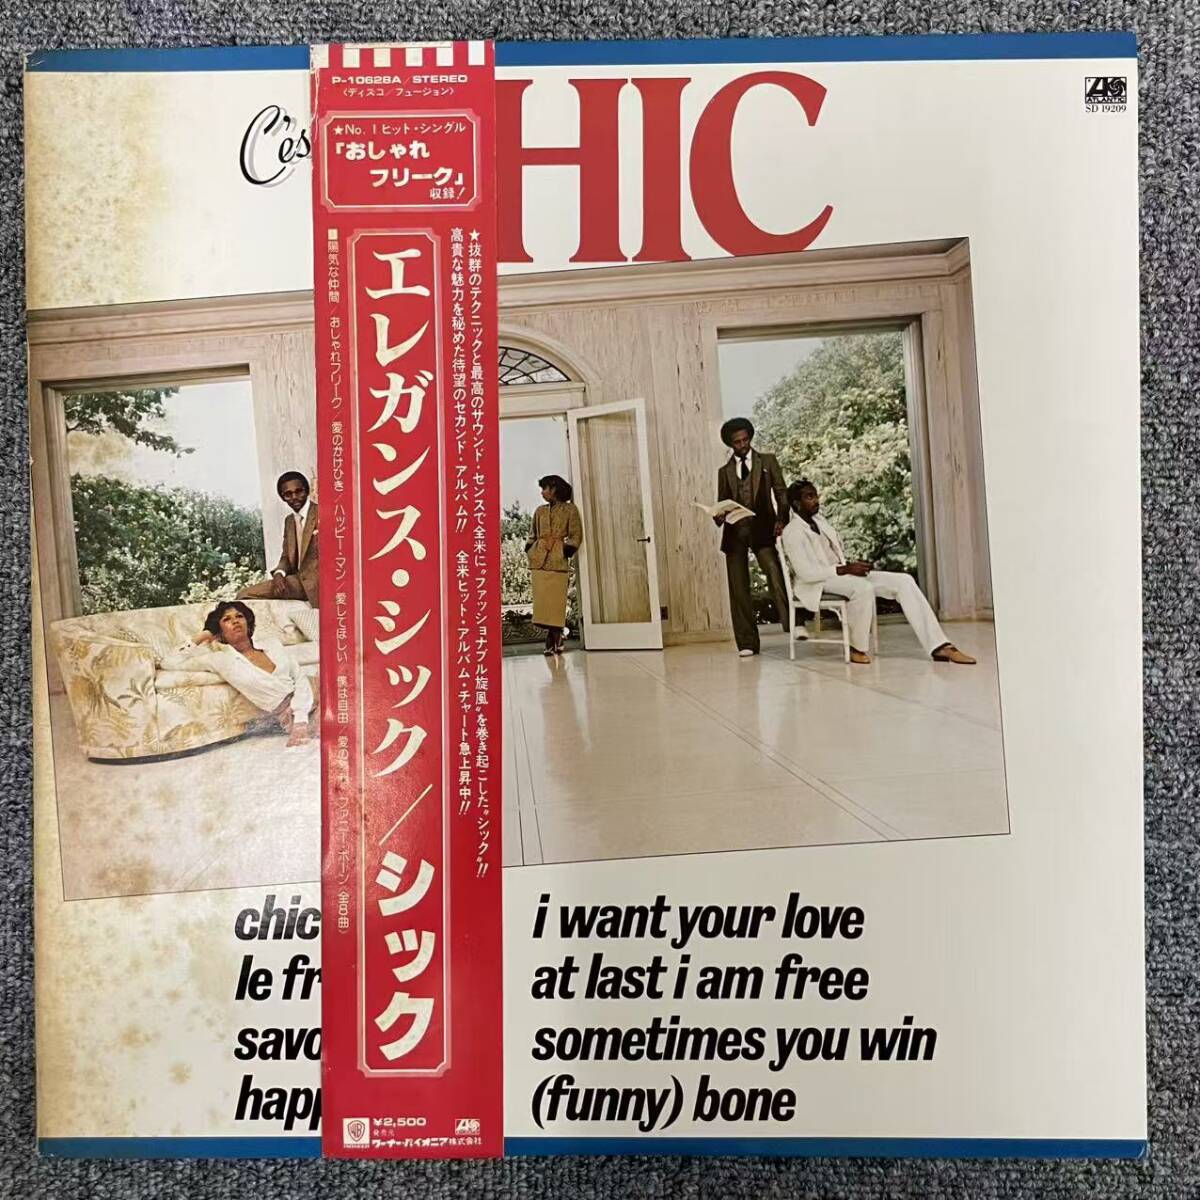 P-10628A/STEREO
〈ディスコ/フュージョン〉
★No.1ヒット・シングル
「おしゃれ
フリーク」
収録!
エレガンス・シック/シック
★抜群のテクニックと最高のサウンド・センスで全米に"ファッショナブル旋風"を巻き起こした"シック"!!
高貴な魅力を秘めた待望のセカンド・アルバム!! 全米ヒット・アルバム・チャート急上昇中!!
■陽気な仲間/おしゃれフリーク/愛のかけひき/ハッピー・マン/愛してほしい/僕は自由/愛の ファニー・ボーン〈全8曲〉
¥2,500
発売元
ワーナー・パイオニア株式会社
ATLANTIC
C'es
HIC
ATLANTIC
SD 19209
chic
le fr
savo
happ
i want your love
at last i am free
sometimes you win
(funny) bone